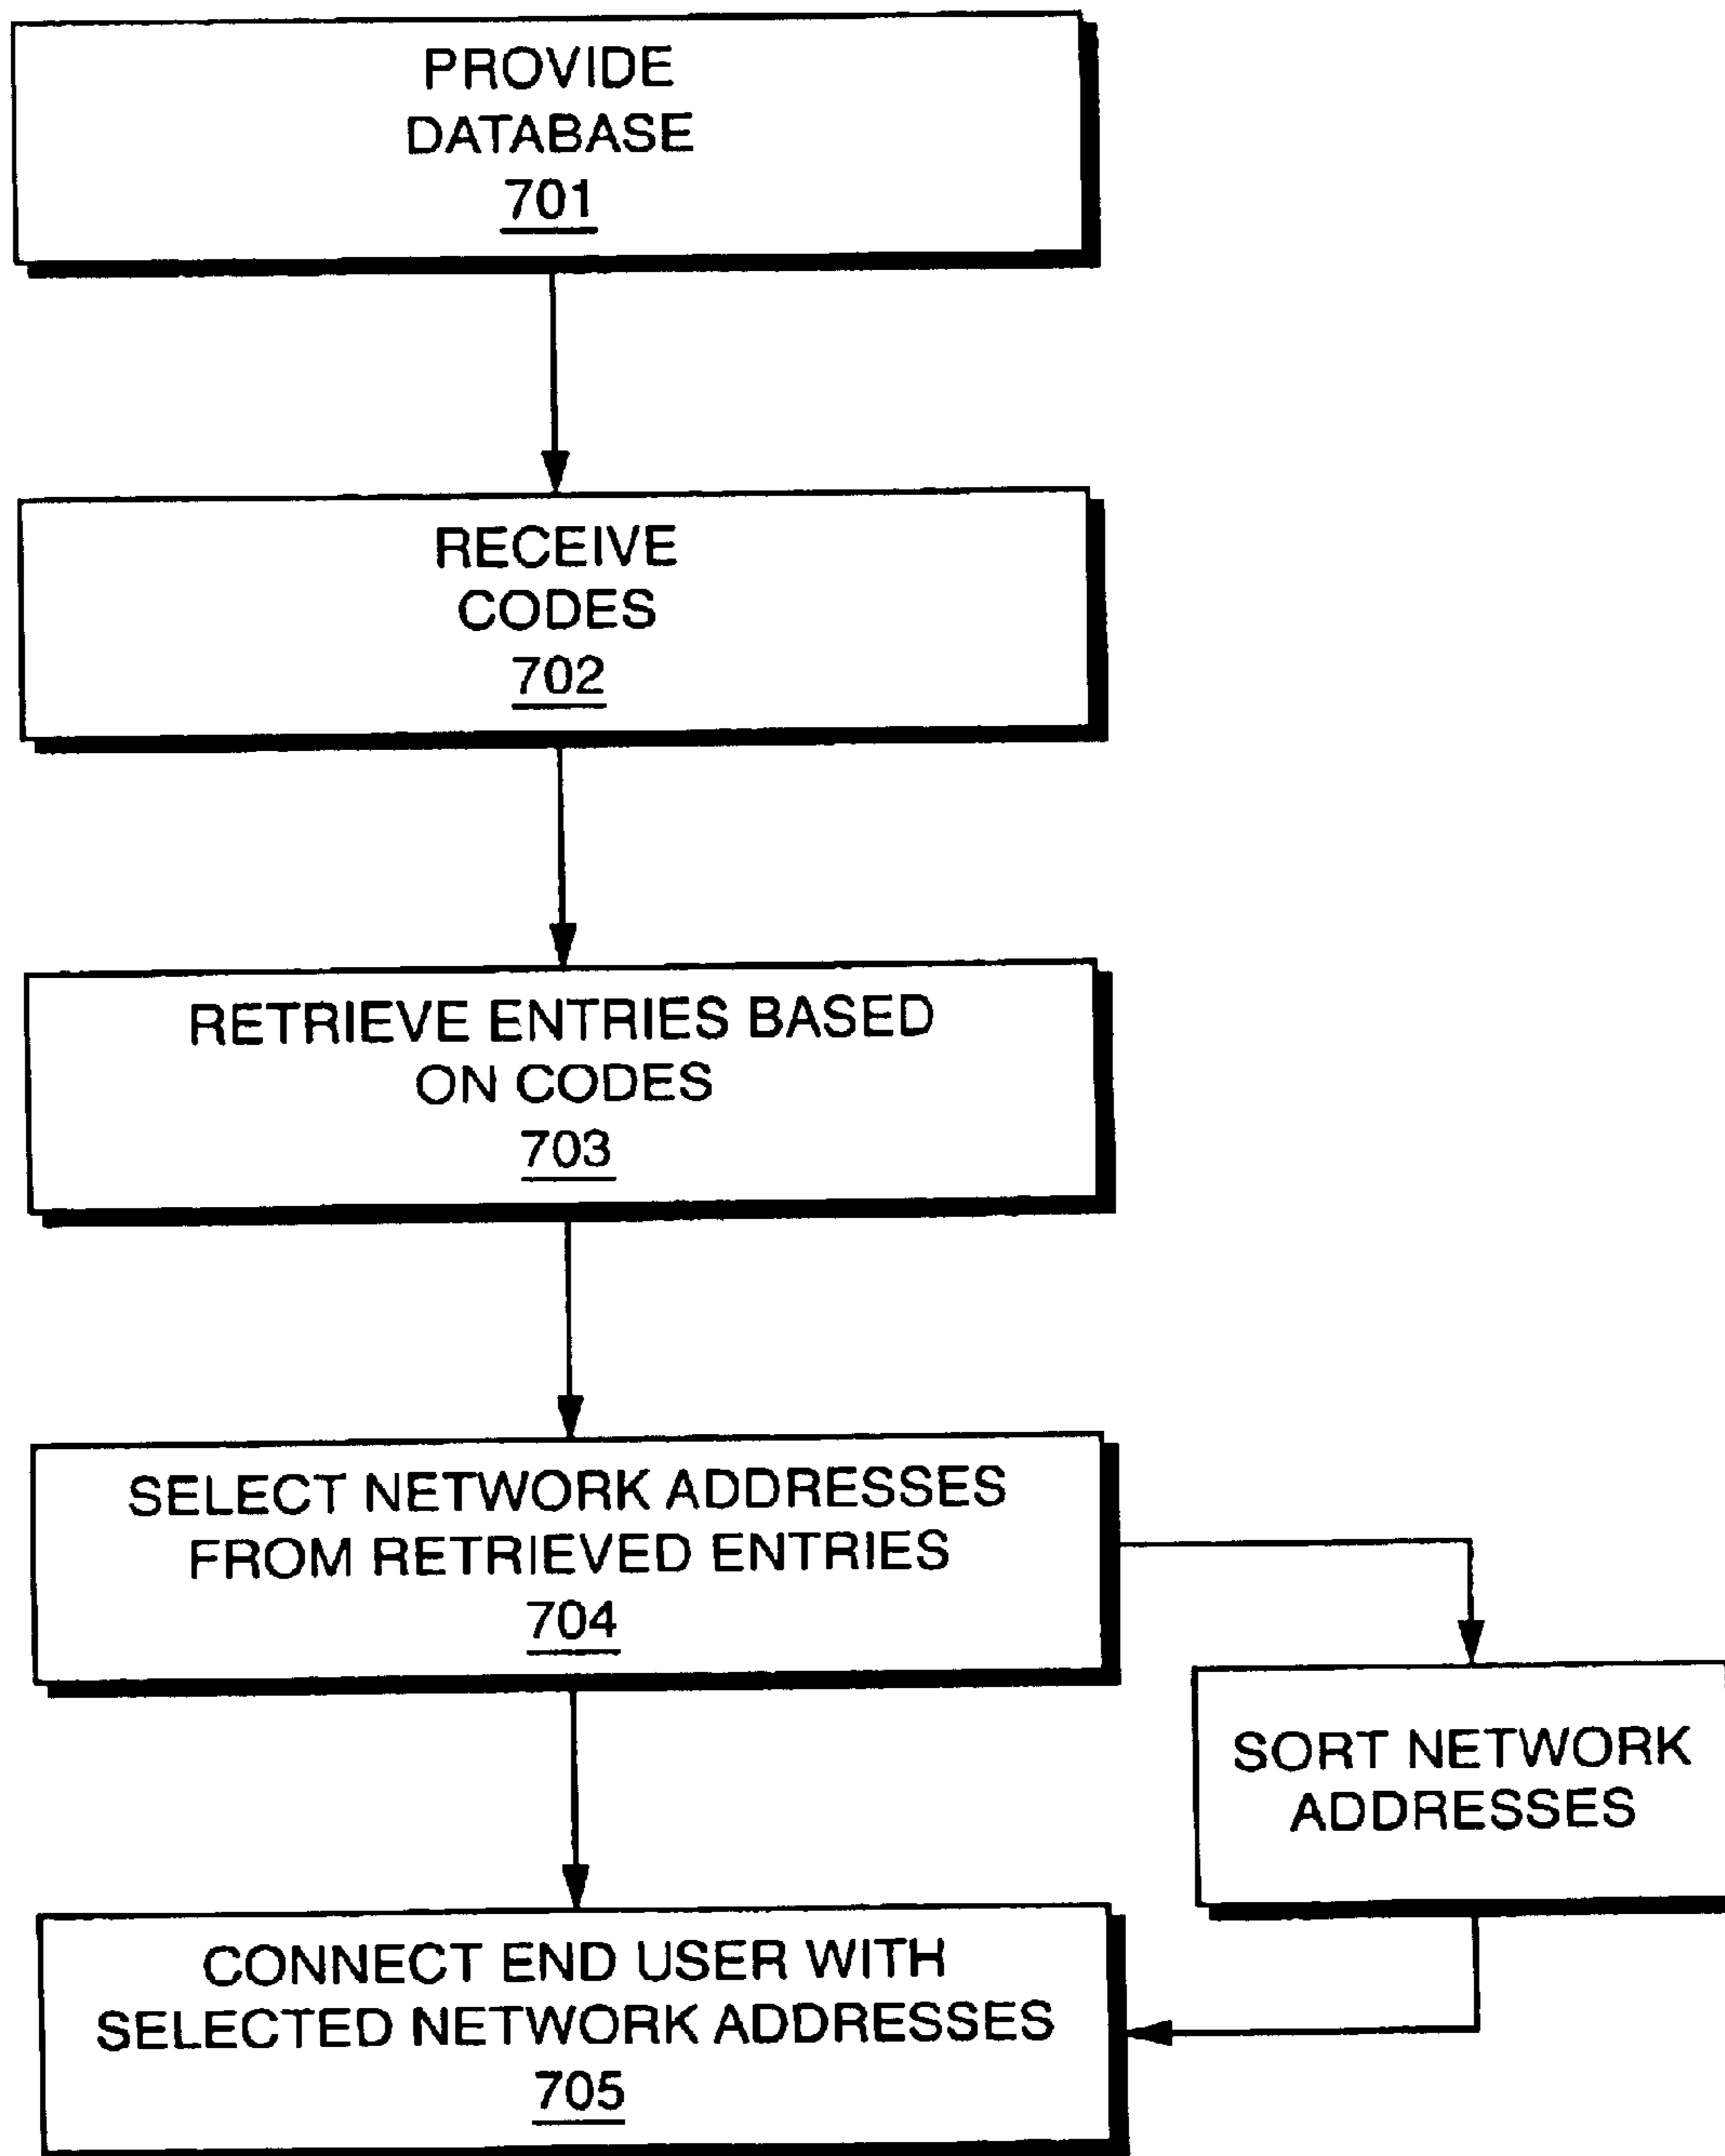 PROVIDE
DATABASE
701
RECEIVE
CODES
702
RETRIEVE ENTRIES BASED
ON CODES
703
SELECT NETWORK ADDRESSES
FROM RETRIEVED ENTRIES
704
SORT NETWORK
ADDRESSES
CONNECT END USER WITH
SELECTED NETWORK ADDRESSES
705